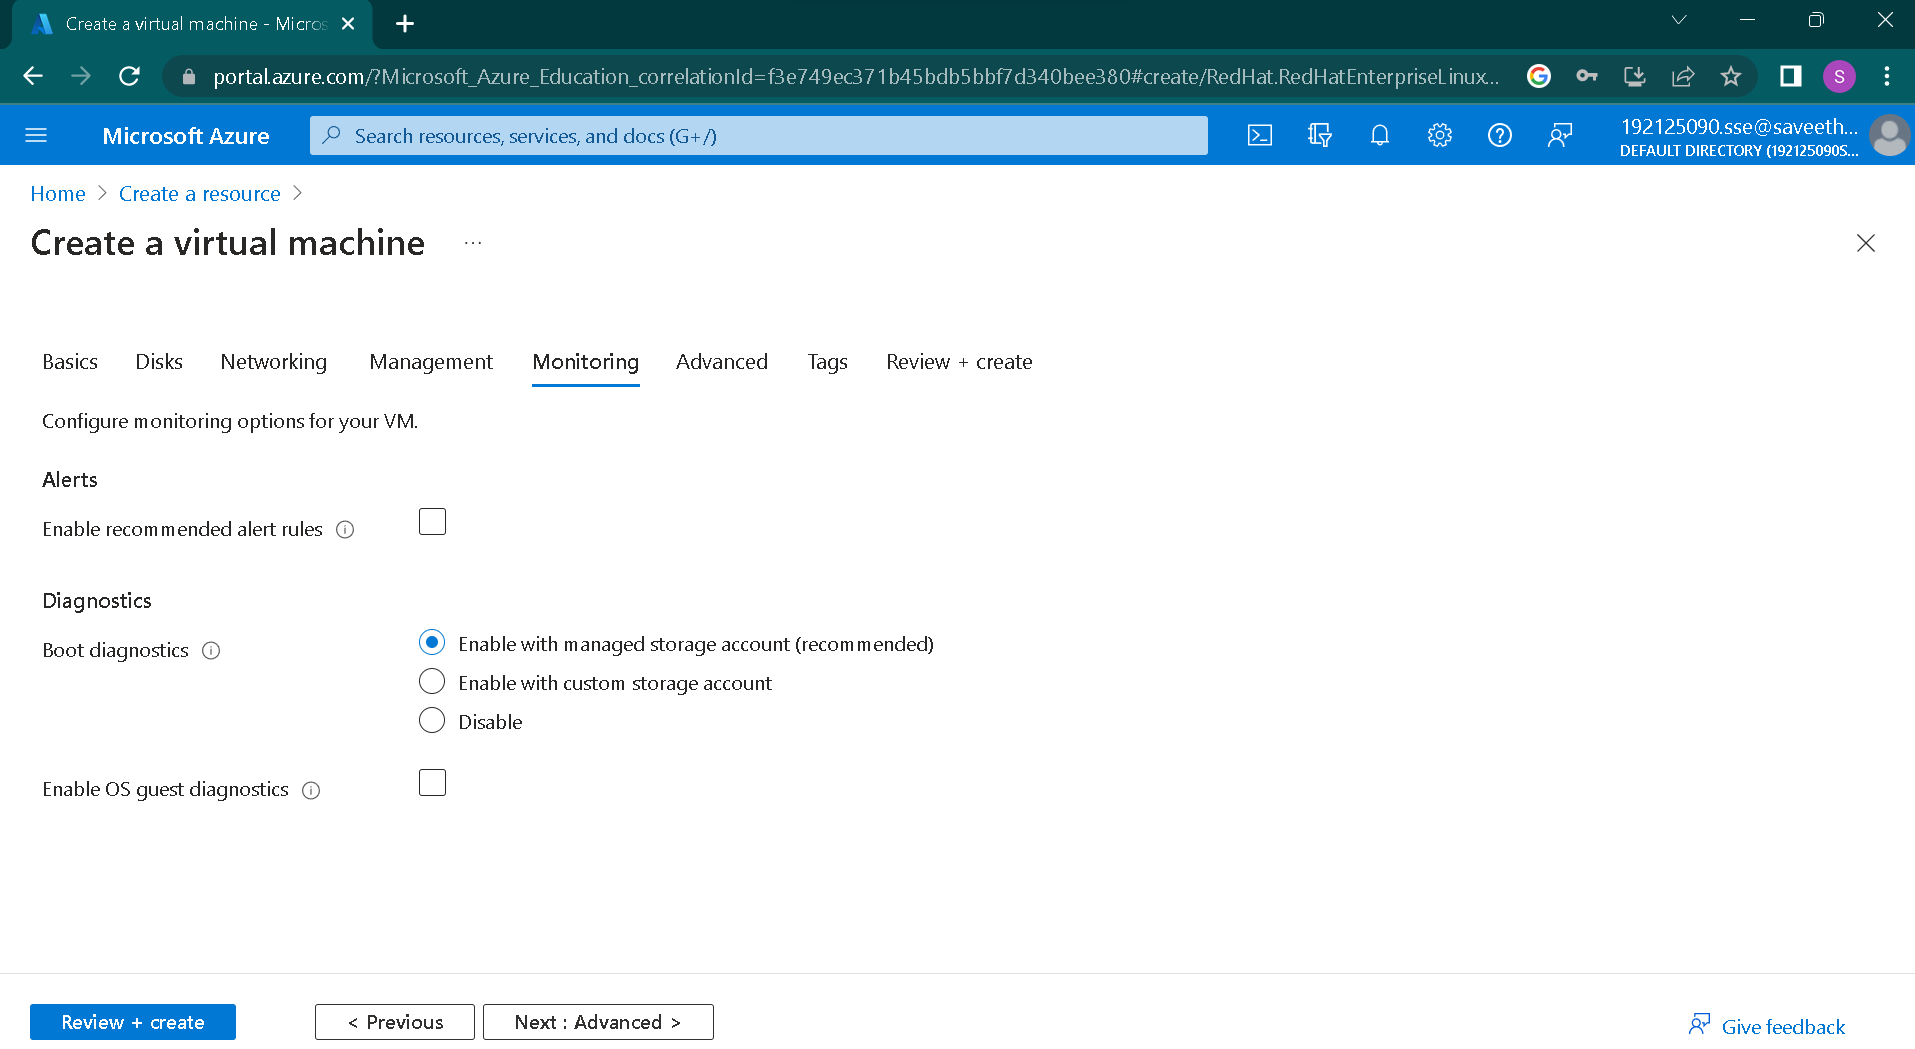 Create a virtual machine - Micros
portal.azure.com/?Microsoft_Azure_Education_correlationId=f3e749ec371b45bdb5bbf7d340bee380#create/RedHat.RedHatEnterpriseLinux...
S
Microsoft Azure
Search resources, services, and docs (G+/)
192125090.sse@saveeth...
DEFAULT DIRECTORY (192125090S...
Home > Create a resource >
Create a virtual machine ...
Basics Disks Networking Management Monitoring Advanced Tags Review + create
Configure monitoring options for your VM.
Alerts
Enable recommended alert rules
Diagnostics
Boot diagnostics
Enable with managed storage account (recommended)
Enable with custom storage account
Disable
Enable OS guest diagnostics
Review + create
< Previous
Next : Advanced >
Give feedback